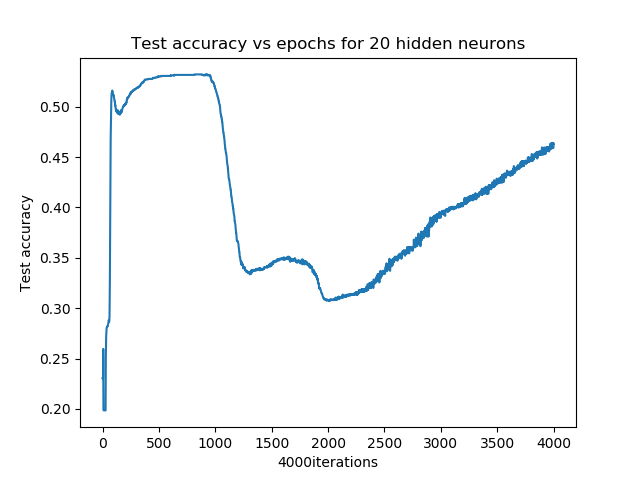 Test accuracy vs epochs for 20 hidden neurons
Test accuracy
0.50
0.45
0.40
0.35
0.30
0.25
0.20
0 500 1000 1500 2000 2500 3000 3500 4000
4000iterations